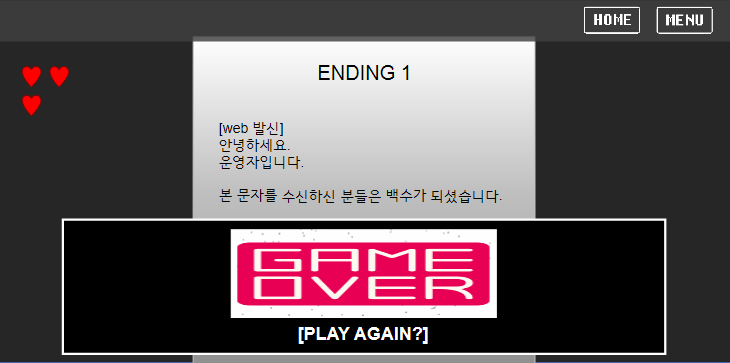 HOME MENU
ENDING 1
[web 발신]
안녕하세요.
운영자입니다.
본 문자를 수신하신 분들은 백수가 되셨습니다.
GAME
OVER
[PLAY AGAIN?]